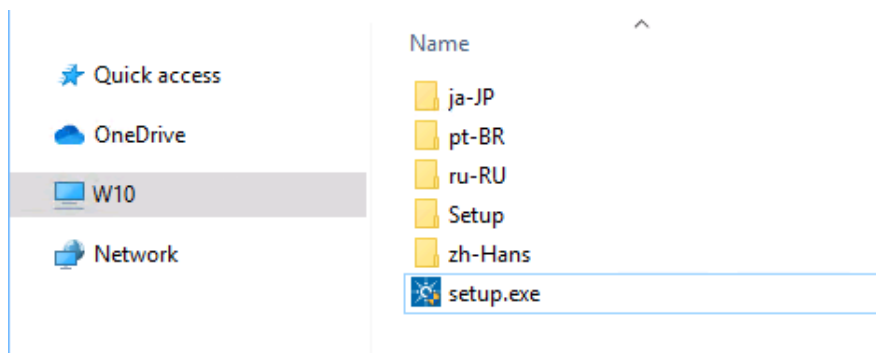 Quick access
OneDrive
W10
Network
Name
ja-JP
pt-BR
ru-RU
Setup
zh-Hans
setup.exe